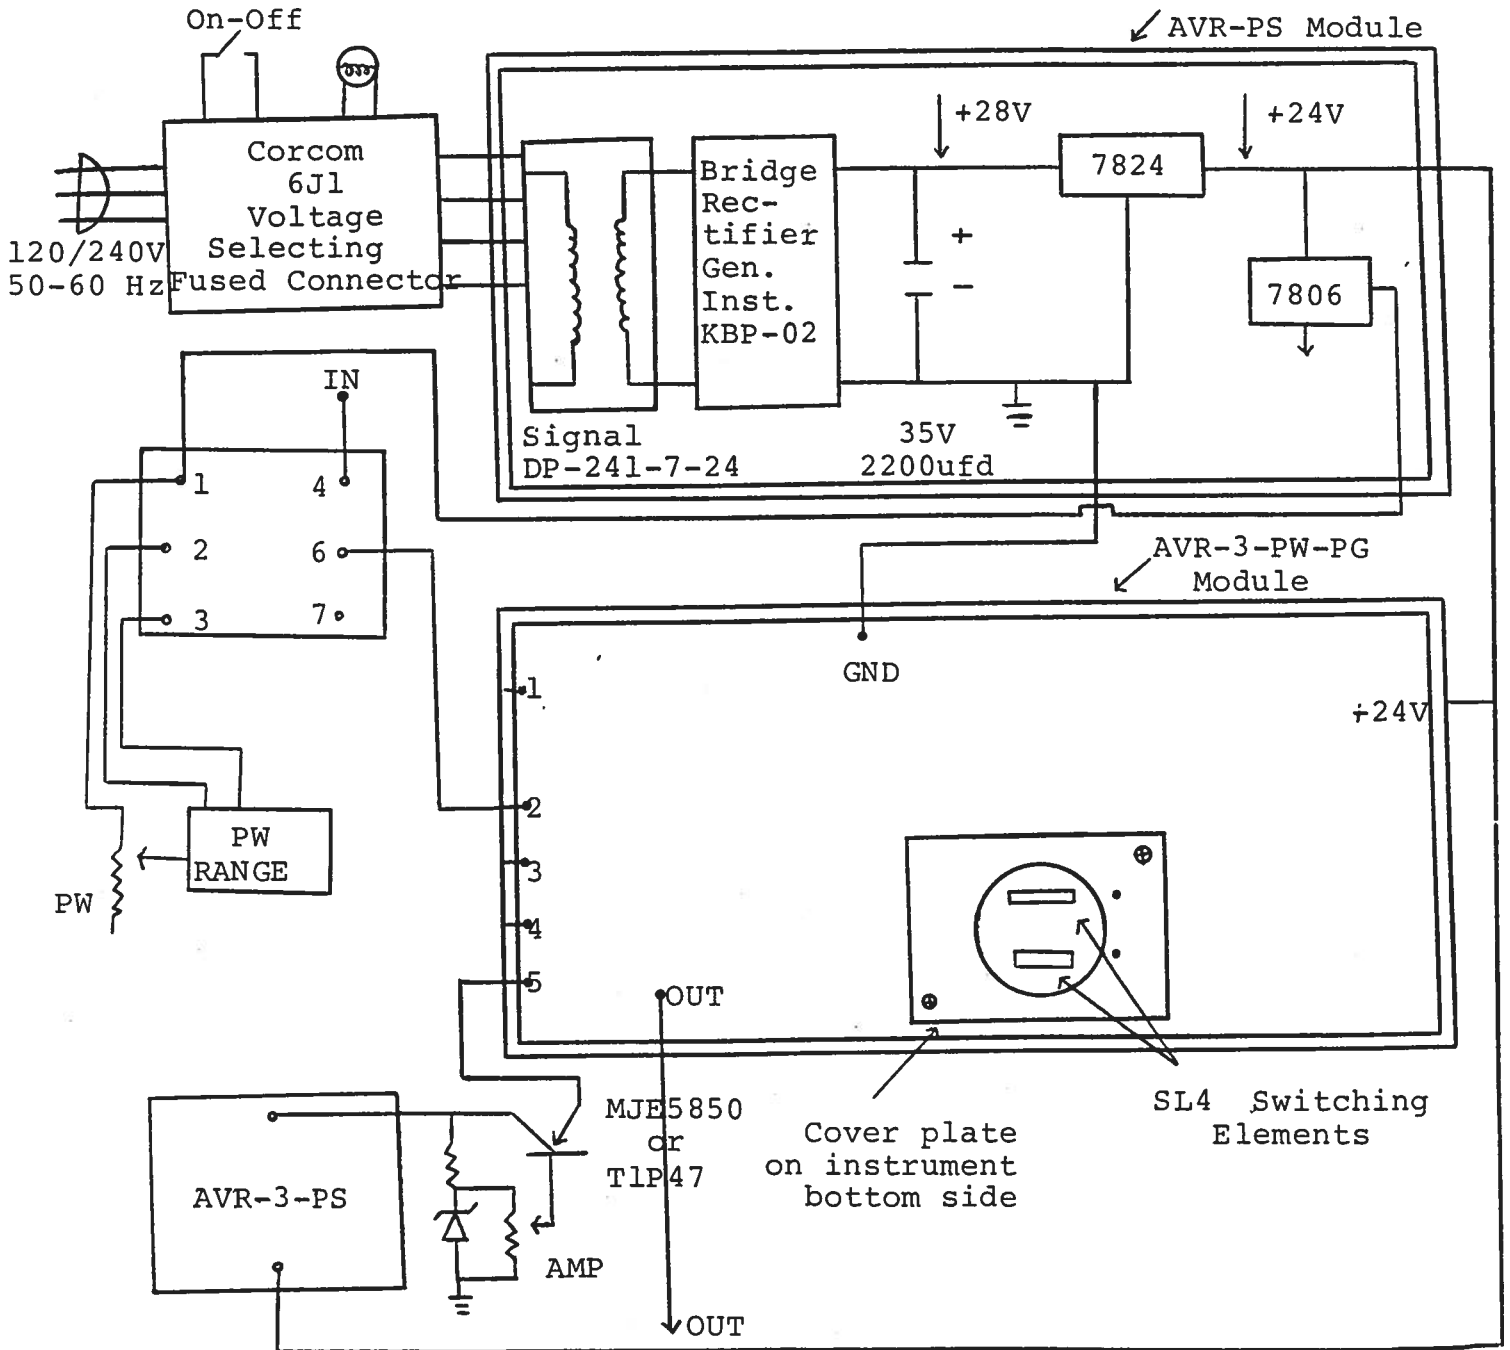 On-Off
AVR-PS Module
+28V
+24V
Corcom
6J1
Voltage
Selecting
Fused Connector
120/240V
50-60 Hz
Bridge
Rec-
tifier
Gen.
Inst.
KBP-02
7824
7806
+
-
Signal
DP-241-7-24
35V
2200ufd
IN
1
4
2
6
3
7
AVR-3-PW-PG
Module
GND
1
+24V
2
3
4
5
PW
RANGE
PW
OUT
SL4 Switching
Elements
Cover plate
on instrument
bottom side
MJE5850
or
T1P47
AVR-3-PS
AMP
OUT